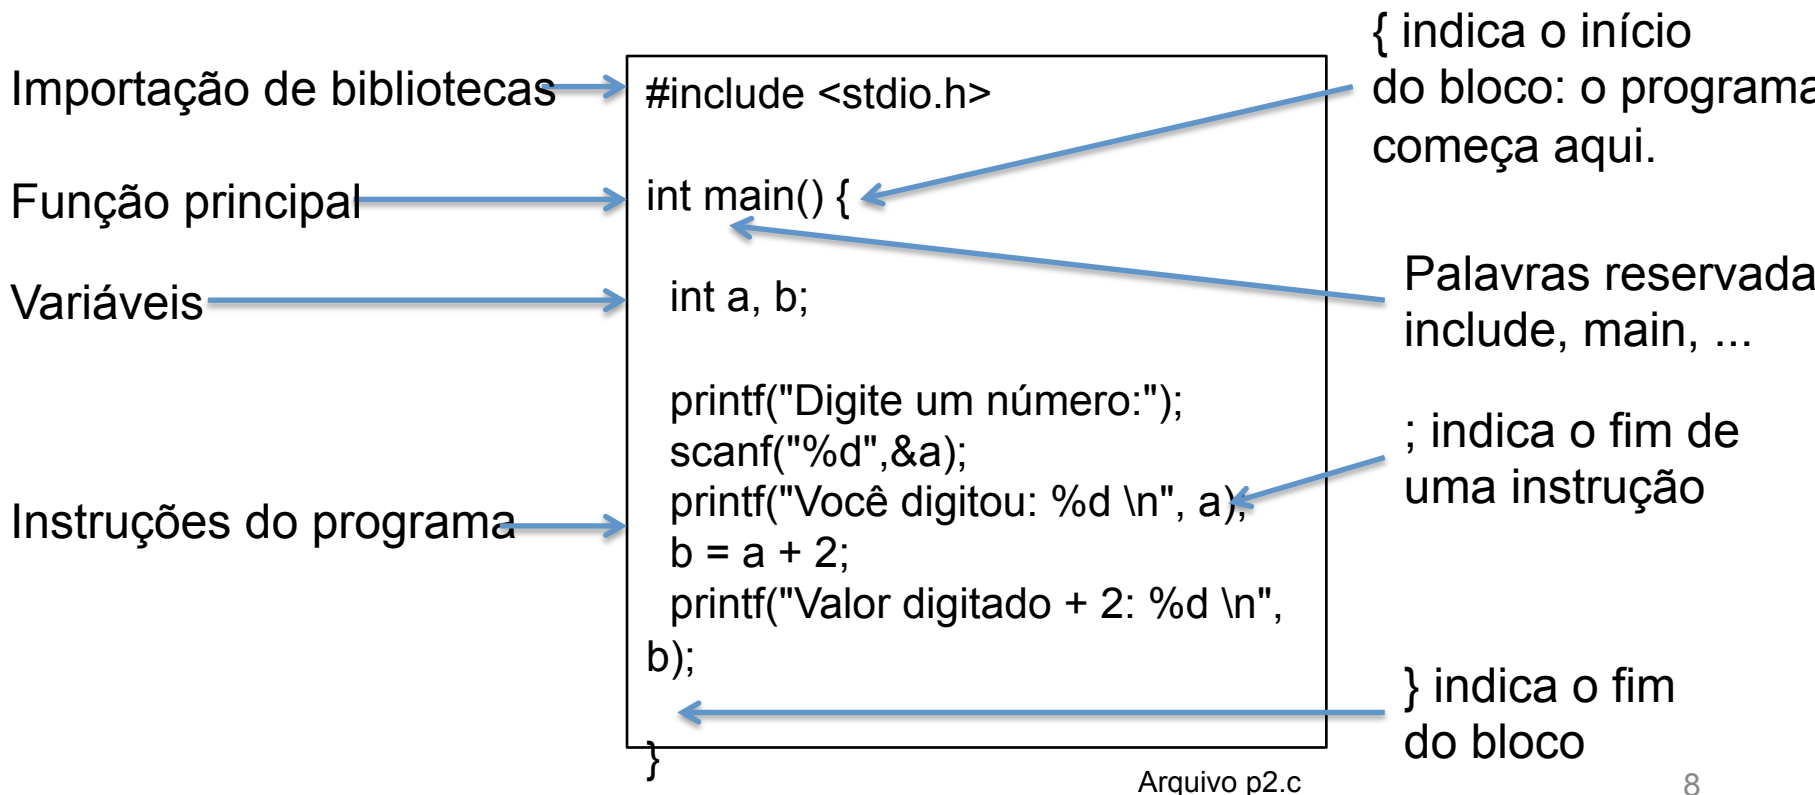 Importação de bibliotecas
Função principal
Variáveis
Instruções do programa
#include <stdio.h>
int main() {
int a, b;
printf("Digite um número:");
scanf("%d",&a);
printf("Você digitou: %d \n", a);
b = a + 2;
printf("Valor digitado + 2: %d \n",
b);
}
{ indica o início
do bloco: o programa
começa aqui.
Palavras reservada
include, main, ...
; indica o fim de
uma instrução
} indica o fim
do bloco
Arquivo p2.c
8